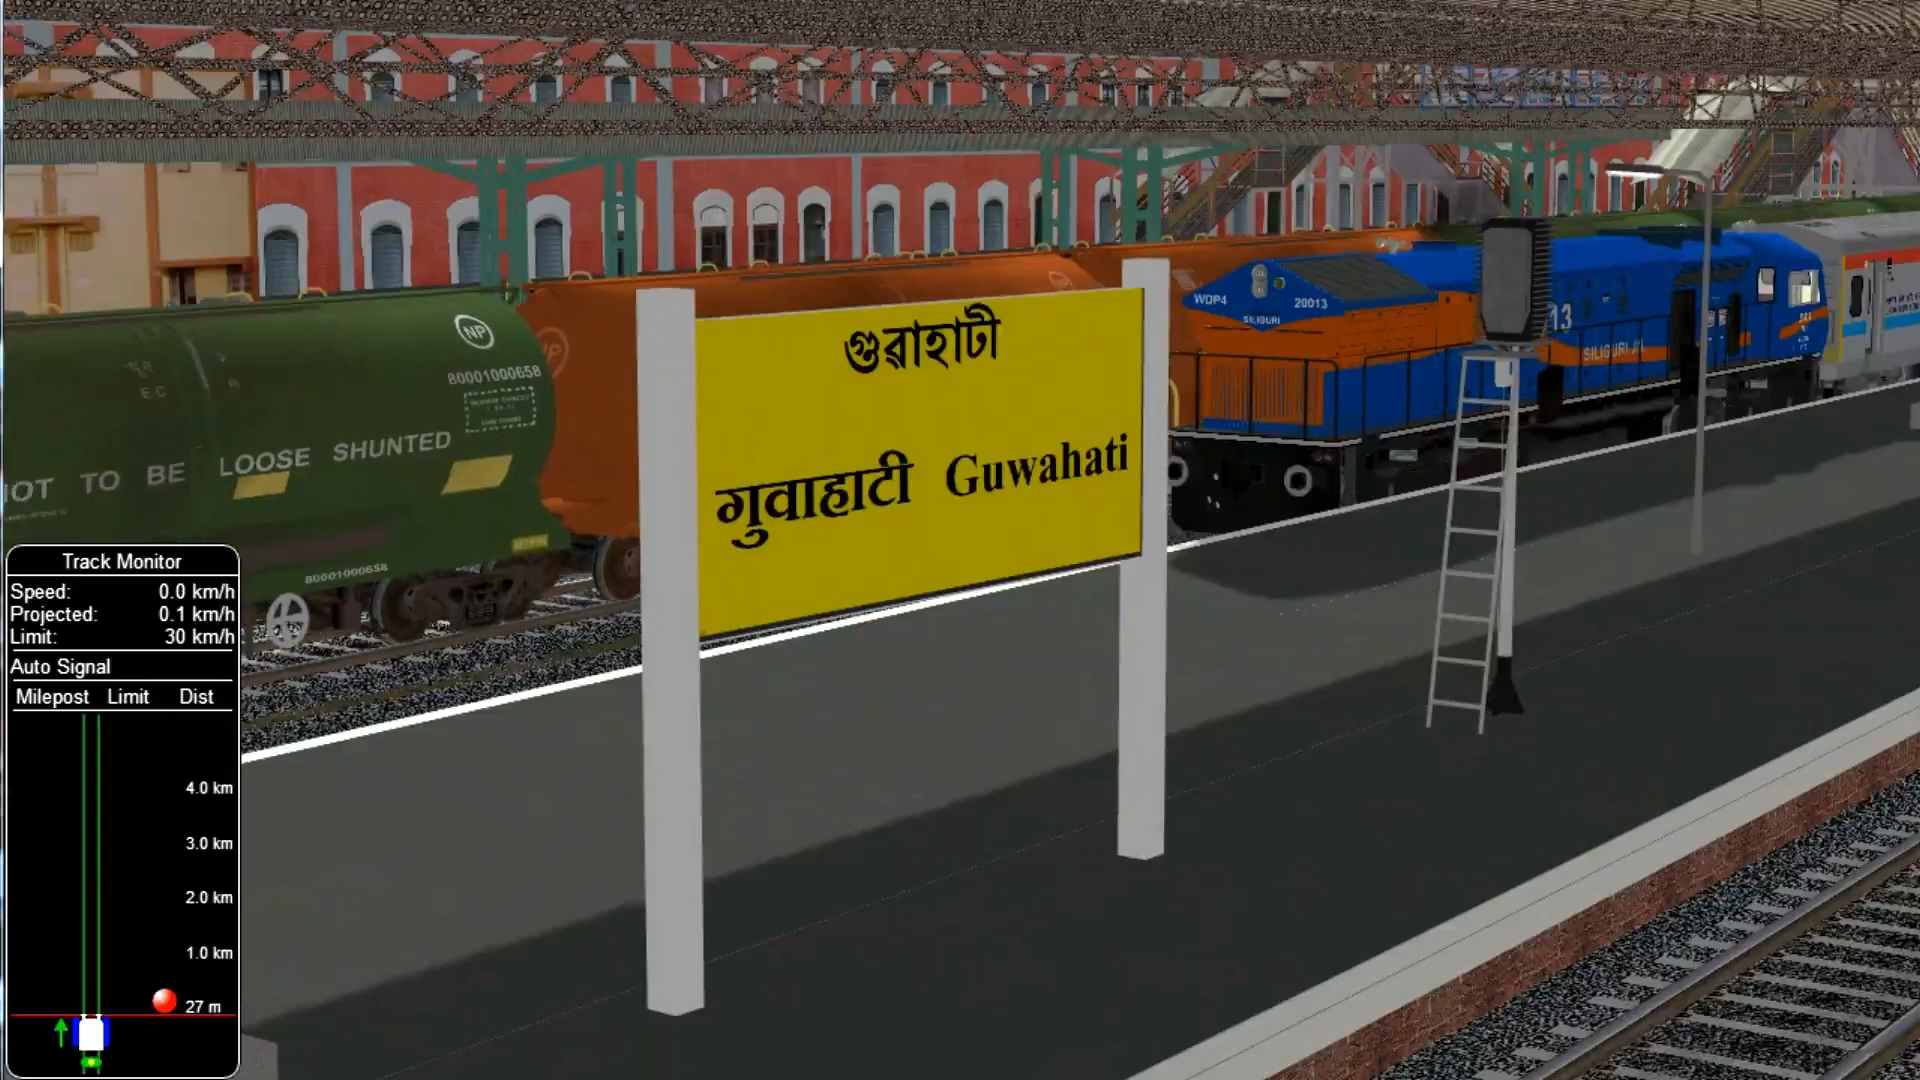 গুৱাহাটী
गुवाहाटी Guwahati
NP
80001000658
NOT TO BE LOOSE SHUNTED
80001000658
WDP4 20013
SILIGURI
13
SILIGURI
Track Monitor
Speed: 0.0 km/h
Projected: 0.1 km/h
Limit: 30 km/h
Auto Signal
Milepost Limit Dist
4.0 km
3.0 km
2.0 km
1.0 km
27 m